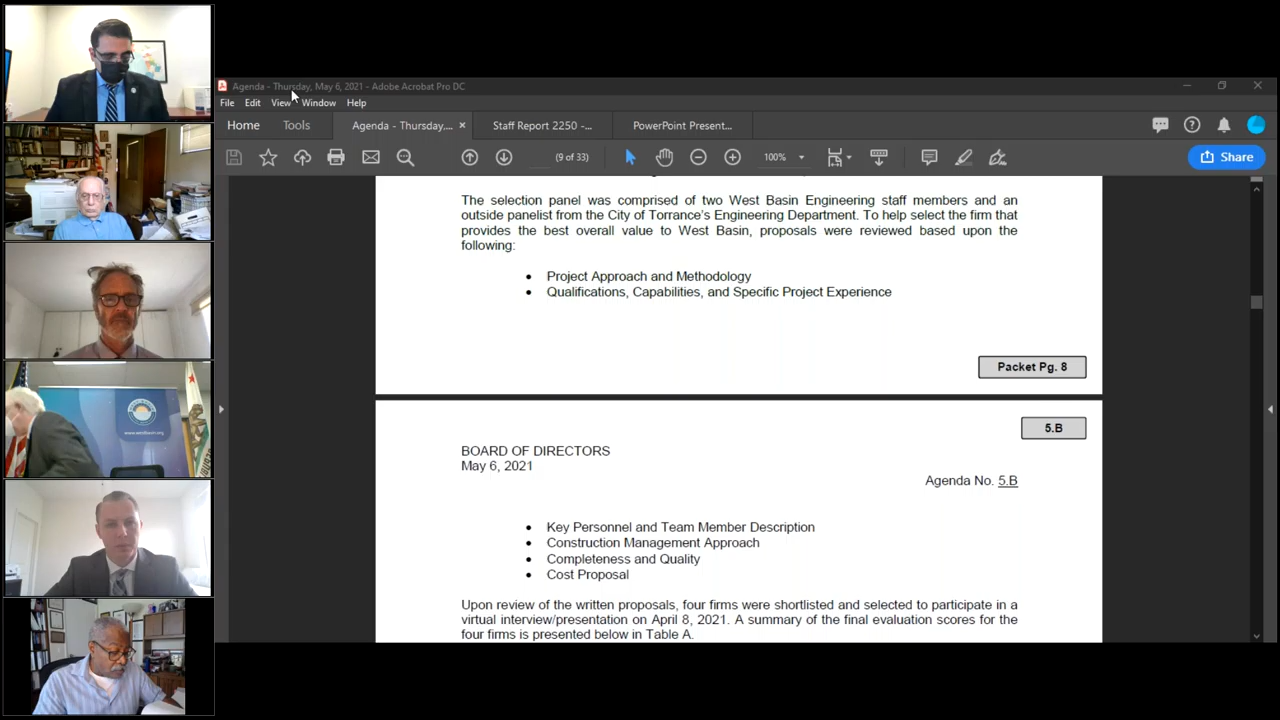 Agenda - Thursday, May 6, 2021 - Adobe Acrobat Pro DC
File Edit View Window Help
Home Tools Agenda - Thursday,... × Staff Report 2250 -... PowerPoint Present...
(9 of 33) 100% Share
The selection panel was comprised of two West Basin Engineering staff members and an
outside panelist from the City of Torrance's Engineering Department. To help select the firm that
provides the best overall value to West Basin, proposals were reviewed based upon the
following:
• Project Approach and Methodology
• Qualifications, Capabilities, and Specific Project Experience
Packet Pg. 8
5.B
BOARD OF DIRECTORS
May 6, 2021
Agenda No. 5.B
• Key Personnel and Team Member Description
• Construction Management Approach
• Completeness and Quality
• Cost Proposal
Upon review of the written proposals, four firms were shortlisted and selected to participate in a
virtual interview/presentation on April 8, 2021. A summary of the final evaluation scores for the
four firms is presented below in Table A.